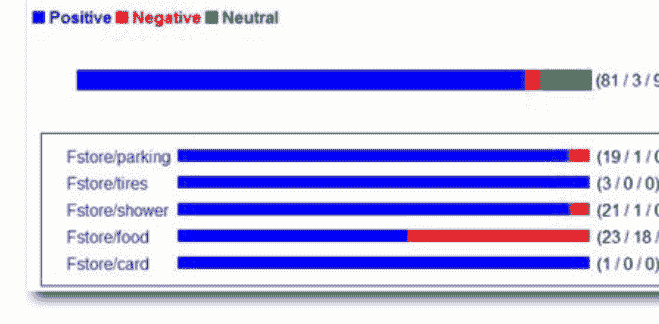 Positive Negative Neutral
(81 / 3 / 9
Fstore/parking (19 / 1 / 0
Fstore/tires (3 / 0 / 0)
Fstore/shower (21 / 1 / 0
Fstore/food (23 / 18 /
Fstore/card (1 / 0 / 0)